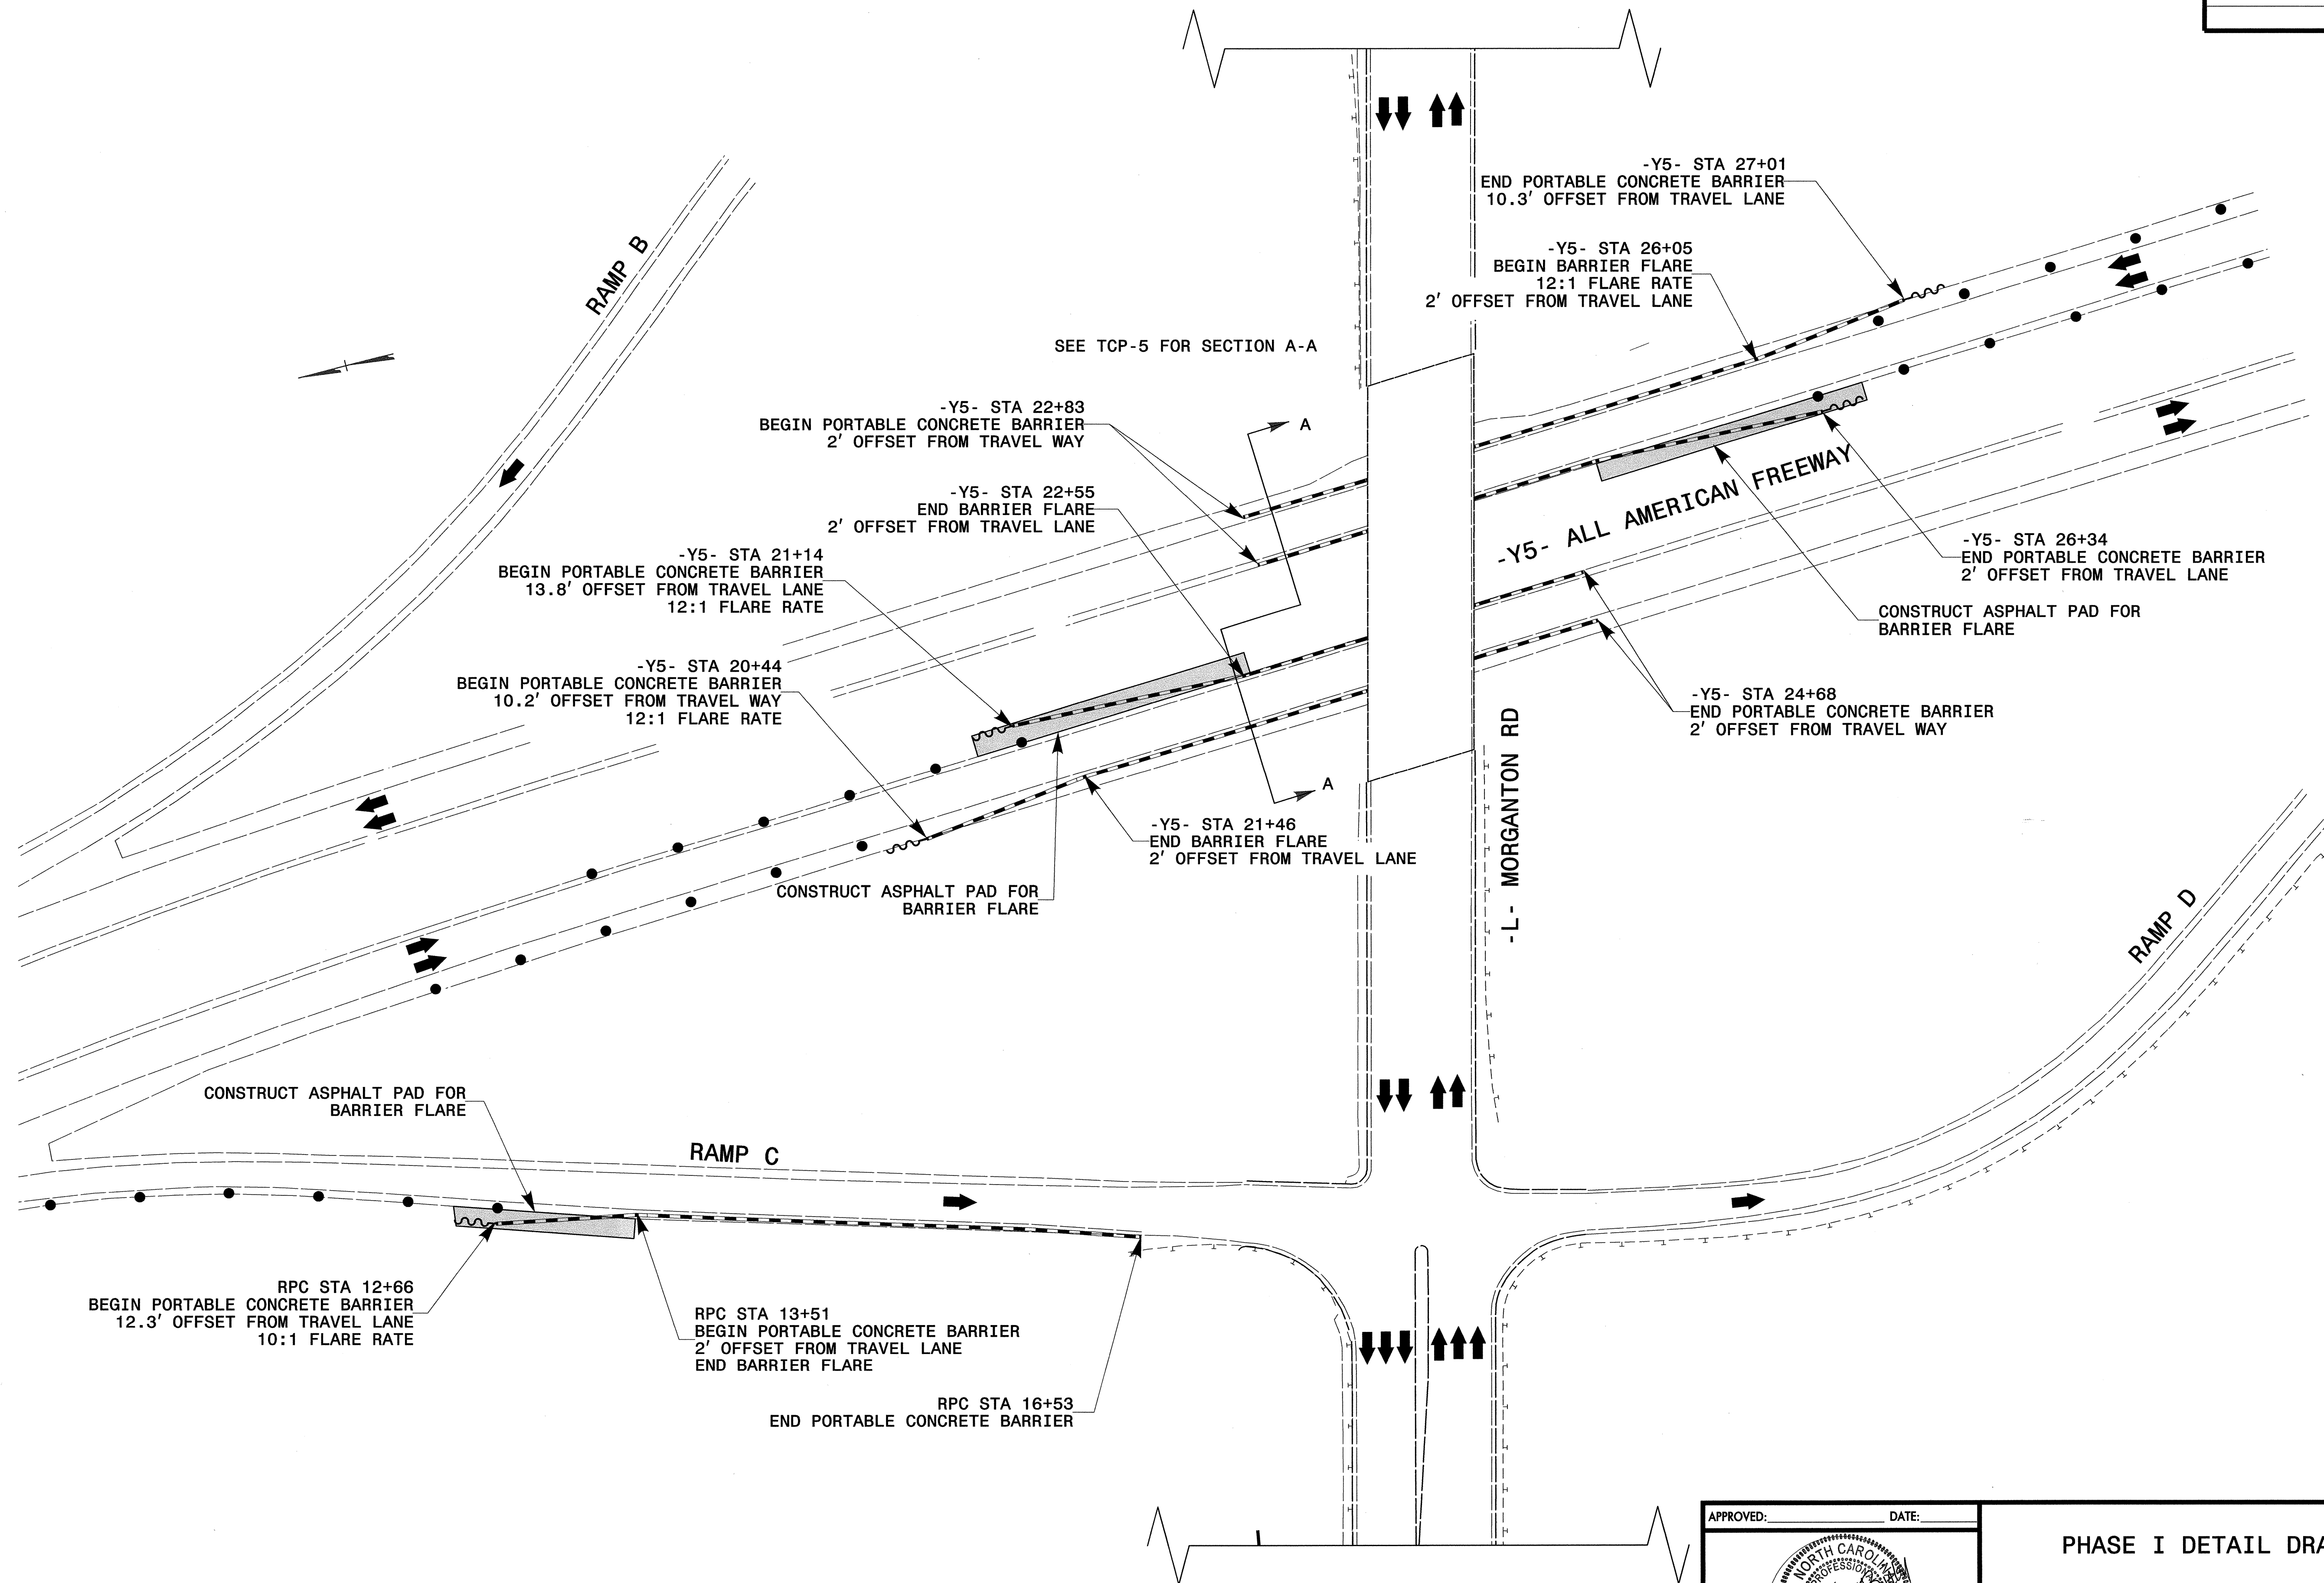 -Y5- STA 27+01
END PORTABLE CONCRETE BARRIER
10.3' OFFSET FROM TRAVEL LANE
-Y5- STA 26+05
BEGIN BARRIER FLARE
12:1 FLARE RATE
2' OFFSET FROM TRAVEL LANE
RAMP B
SEE TCP-5 FOR SECTION A-A
-Y5- STA 22+83
BEGIN PORTABLE CONCRETE BARRIER
2' OFFSET FROM TRAVEL WAY
A
-Y5- STA 22+55
END BARRIER FLARE
2' OFFSET FROM TRAVEL LANE
-Y5- ALL AMERICAN FREEWAY
-Y5- STA 21+14
BEGIN PORTABLE CONCRETE BARRIER
13.8' OFFSET FROM TRAVEL LANE
12:1 FLARE RATE
-Y5- STA 26+34
END PORTABLE CONCRETE BARRIER
2' OFFSET FROM TRAVEL LANE
CONSTRUCT ASPHALT PAD FOR
BARRIER FLARE
-Y5- STA 20+44
BEGIN PORTABLE CONCRETE BARRIER
10.2' OFFSET FROM TRAVEL WAY
12:1 FLARE RATE
-Y5- STA 24+68
END PORTABLE CONCRETE BARRIER
2' OFFSET FROM TRAVEL WAY
A
-L- MORGANTON RD
-Y5- STA 21+46
END BARRIER FLARE
2' OFFSET FROM TRAVEL LANE
CONSTRUCT ASPHALT PAD FOR
BARRIER FLARE
RAMP D
CONSTRUCT ASPHALT PAD FOR
BARRIER FLARE
RAMP C
RPC STA 12+66
BEGIN PORTABLE CONCRETE BARRIER
12.3' OFFSET FROM TRAVEL LANE
10:1 FLARE RATE
RPC STA 13+51
BEGIN PORTABLE CONCRETE BARRIER
2' OFFSET FROM TRAVEL LANE
END BARRIER FLARE
RPC STA 16+53
END PORTABLE CONCRETE BARRIER
APPROVED: DATE:
NORTH CAROLINA
PROFESSIONAL
PHASE I DETAIL DRA